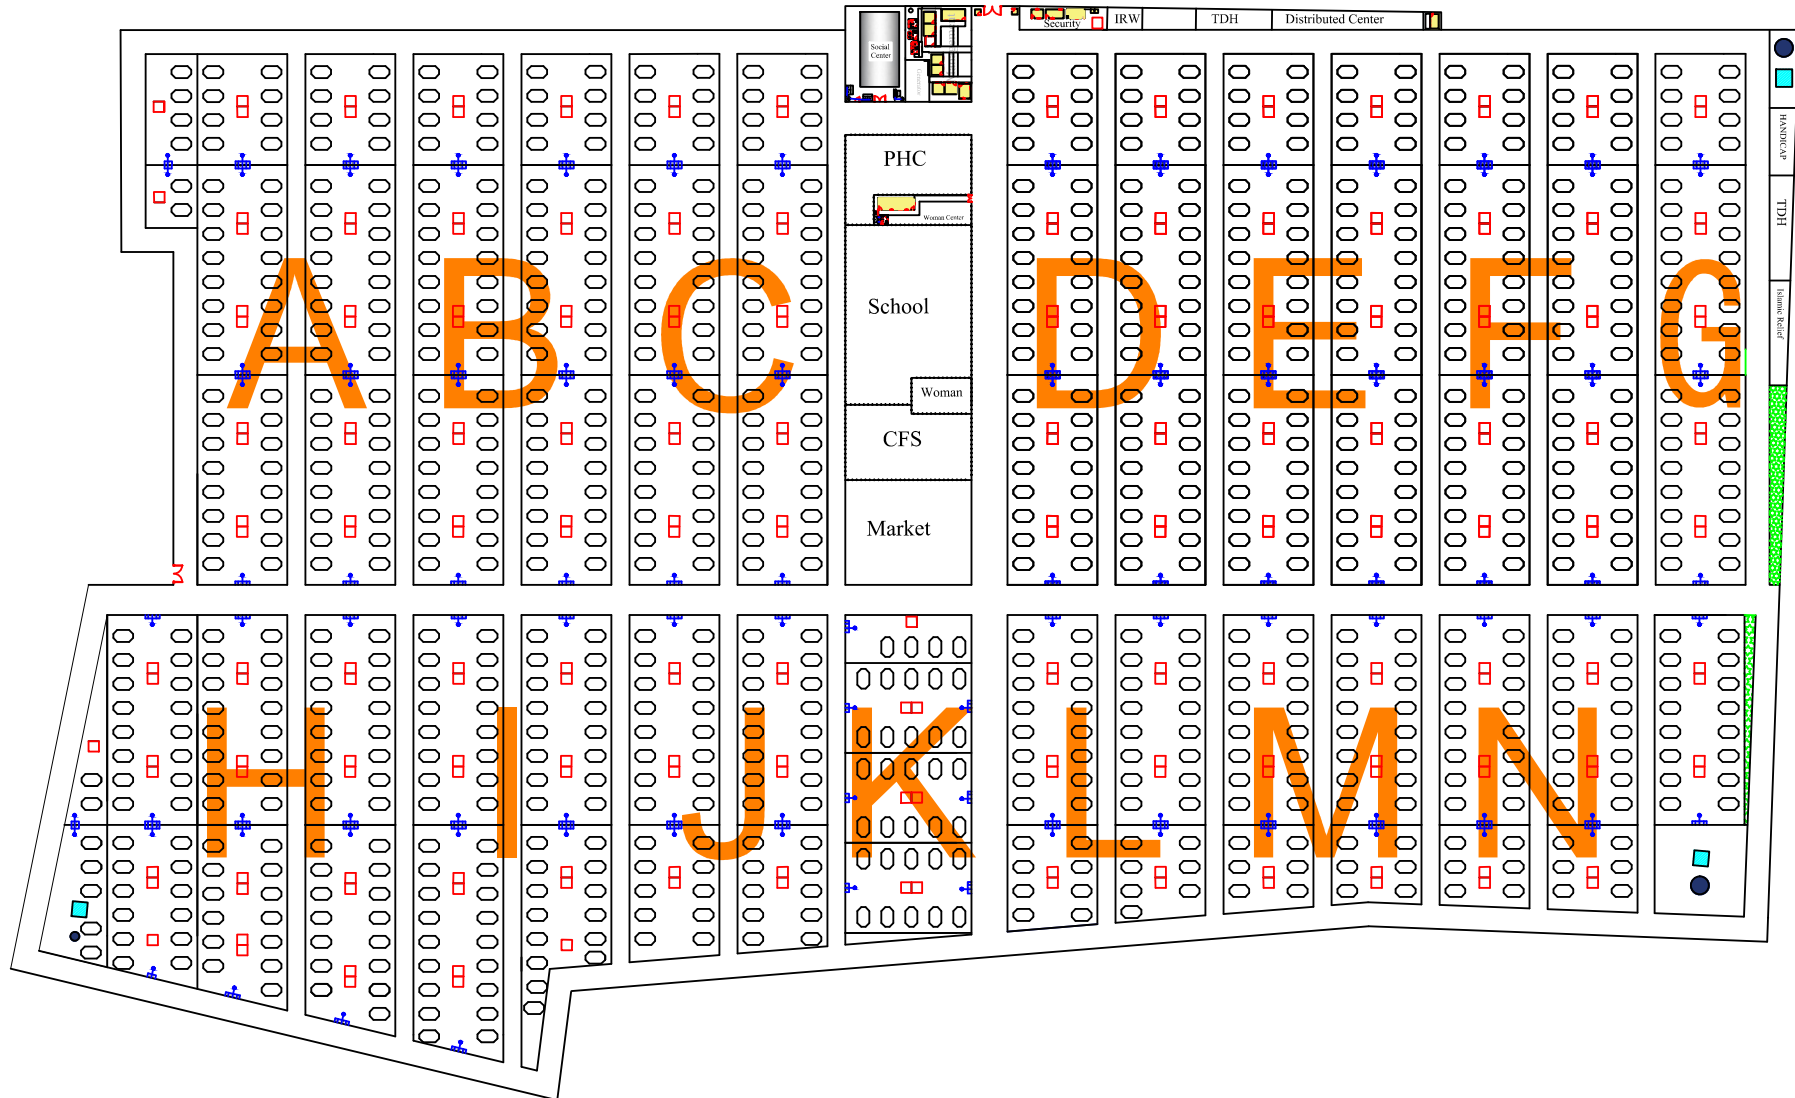 Social
Center
Security
IRW
TDH
Distributed Center
HANDICAP
TDH
Islamic Relief
PHC
Woman Center
School
Woman
CFS
Market
A
B
C
D
E
F
G
H
I
J
K
L
M
N